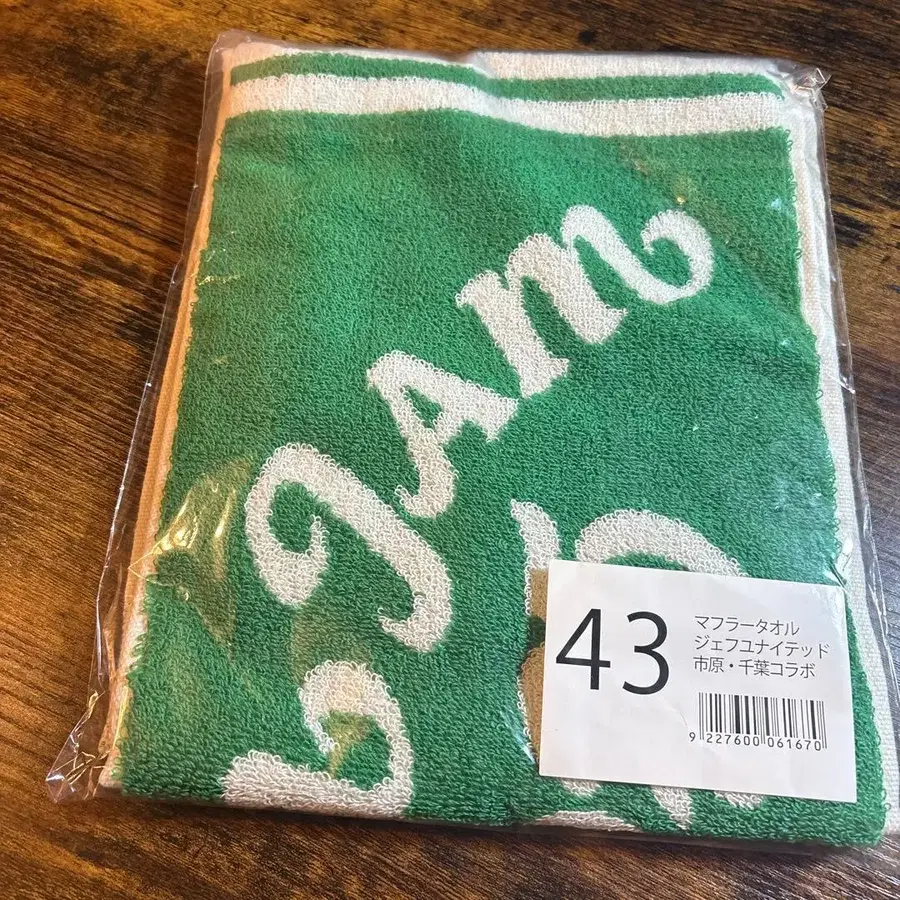 JAM
43
マフラータオル
ジェフユナイテッド
市原・千葉コラボ
9 227600 061670